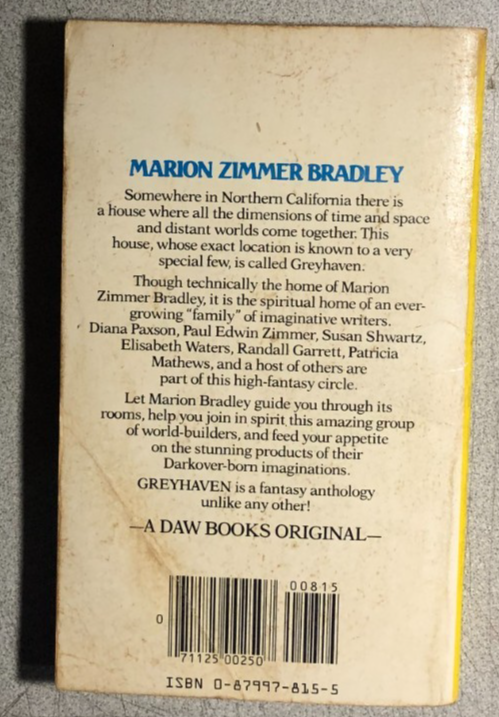 MARION ZIMMER BRADLEY
Somewhere in Northern California there is
a house where all the dimensions of time and space
and distant worlds come together. This
house, whose exact location is known to a very
special few, is called Greyhaven.
Though technically the home of Marion
Zimmer Bradley, it is the spiritual home of an ever-
growing "family" of imaginative writers.
Diana Paxson, Paul Edwin Zimmer, Susan Shwartz,
Elisabeth Waters, Randall Garrett, Patricia
Mathews, and a host of others are
part of this high-fantasy circle.
Let Marion Bradley guide you through its
rooms, help you join in spirit this amazing group
of world-builders, and feed your appetite
on the stunning products of their
Darkover-born imaginations.
GREYHAVEN is a fantasy anthology
unlike any other!
—A DAW BOOKS ORIGINAL—
00815
0
71125 00250
ISBN 0-87997-815-5